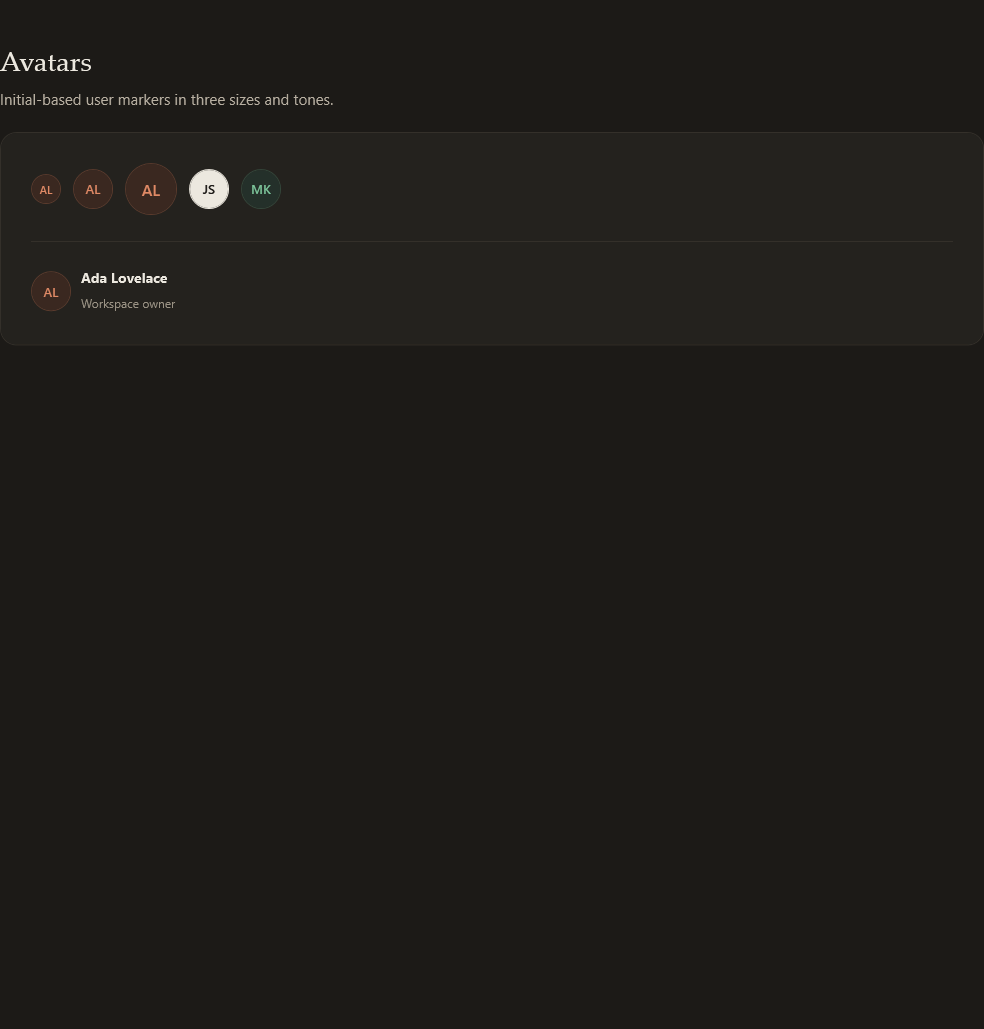 Avatars
Initial-based user markers in three sizes and tones.
AL AL AL JS MK
AL
Ada Lovelace
Workspace owner